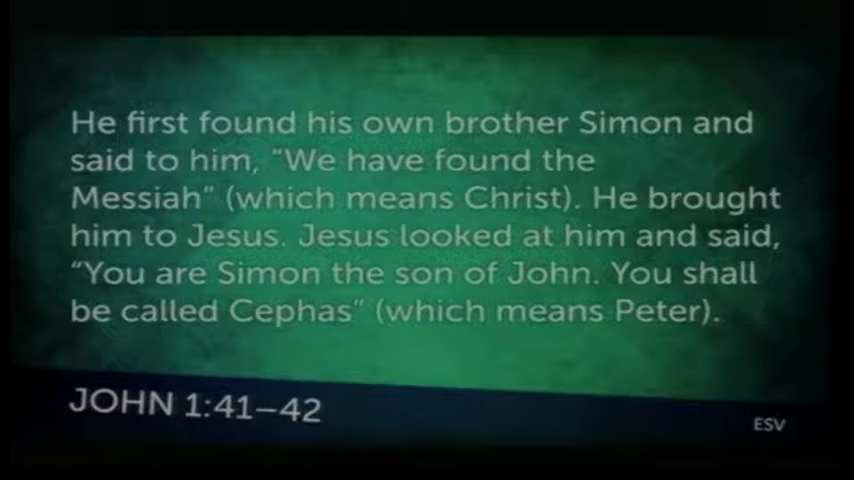 He first found his own brother Simon and
said to him, “We have found the
Messiah” (which means Christ). He brought
him to Jesus. Jesus looked at him and said,
“You are Simon the son of John. You shall
be called Cephas” (which means Peter).
JOHN 1:41–42
ESV